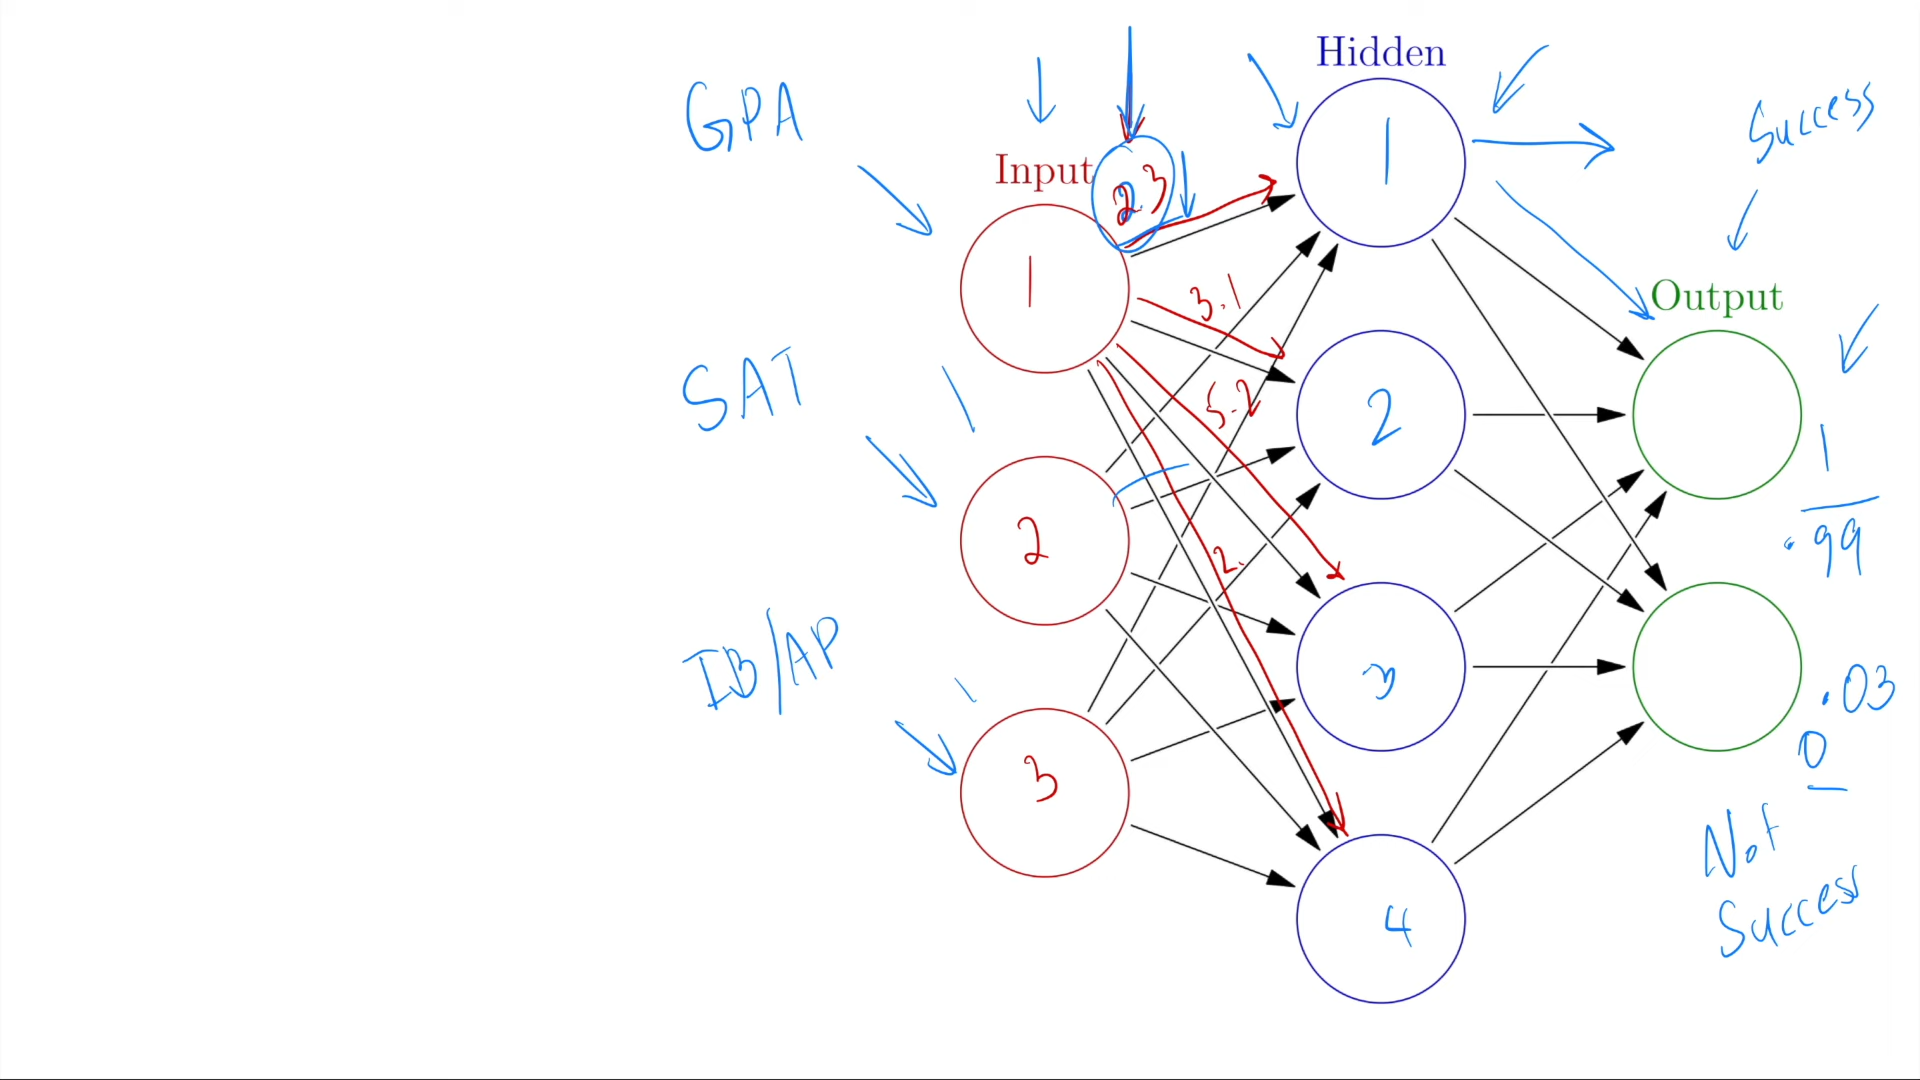 Hidden
GPA
Success
Input
2.3
1
1
Output
3.1
SAT
5.2
2
1
.99
2
2.
IB/AP
3
.03
0
3
Not
Success
4